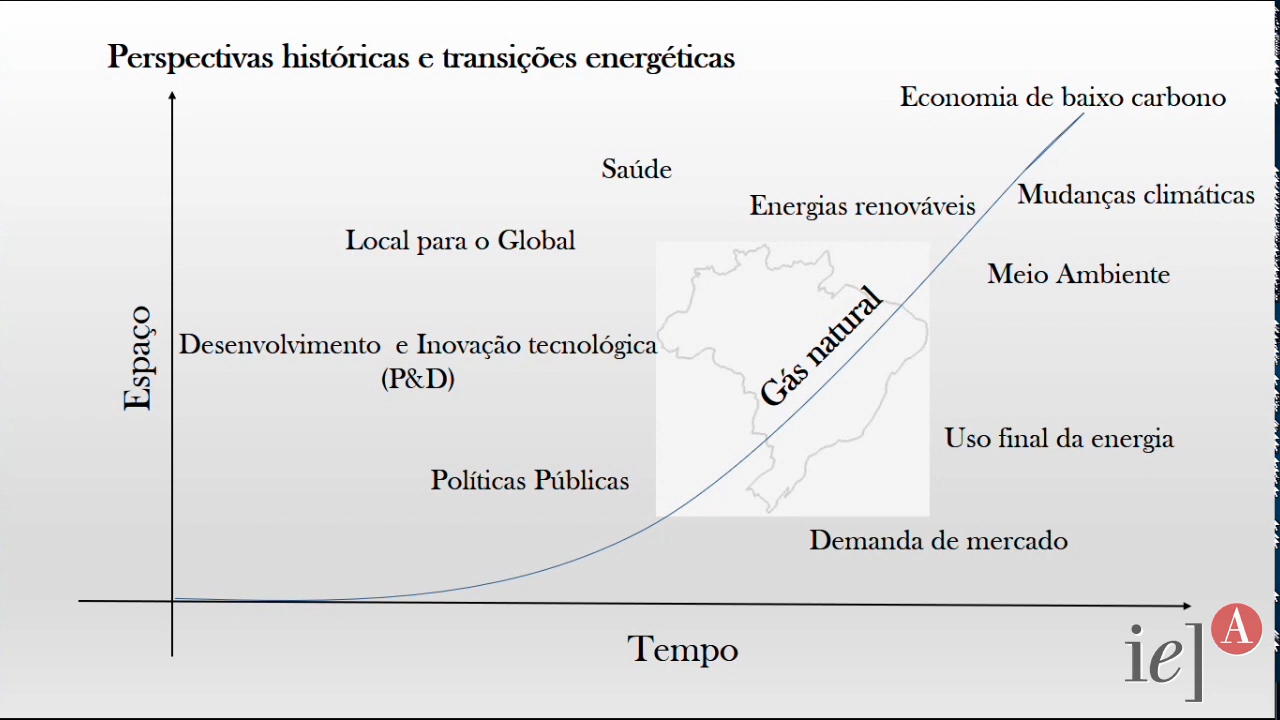 Perspectivas históricas e transições energéticas
Economia de baixo carbono
Saúde
Mudanças climáticas
Energias renováveis
Local para o Global
Meio Ambiente
Gás natural
Espaço
Desenvolvimento e Inovação tecnológica
(P&D)
Uso final da energia
Políticas Públicas
Demanda de mercado
Tempo
ie]A